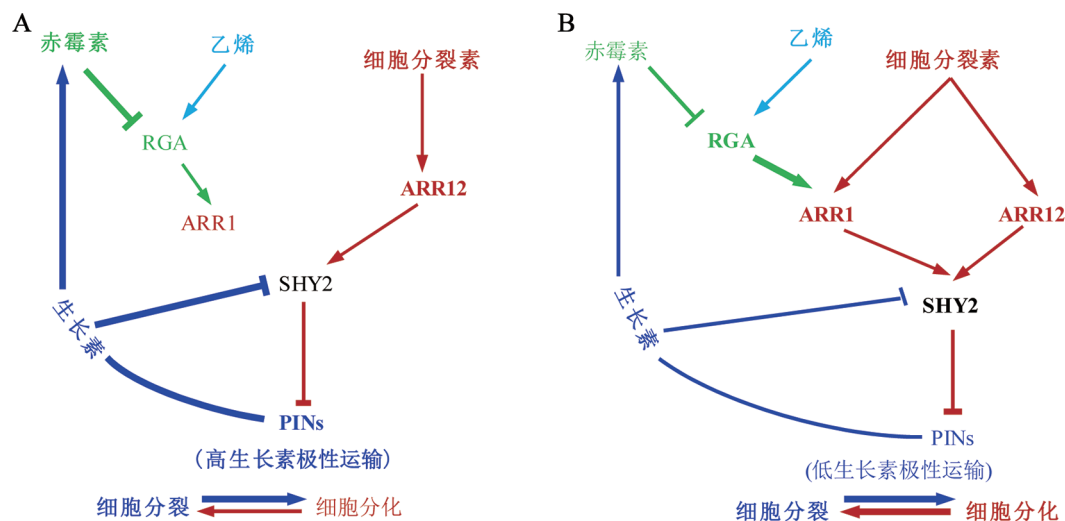 A
赤霉素
乙烯
细胞分裂素
RGA
ARR12
ARR1
SHY2
生长素
PINs
(高生长素极性运输)
细胞分裂
细胞分化
B
赤霉素
乙烯
细胞分裂素
RGA
ARR1
ARR12
SHY2
生长素
PINs
(低生长素极性运输)
细胞分裂
细胞分化